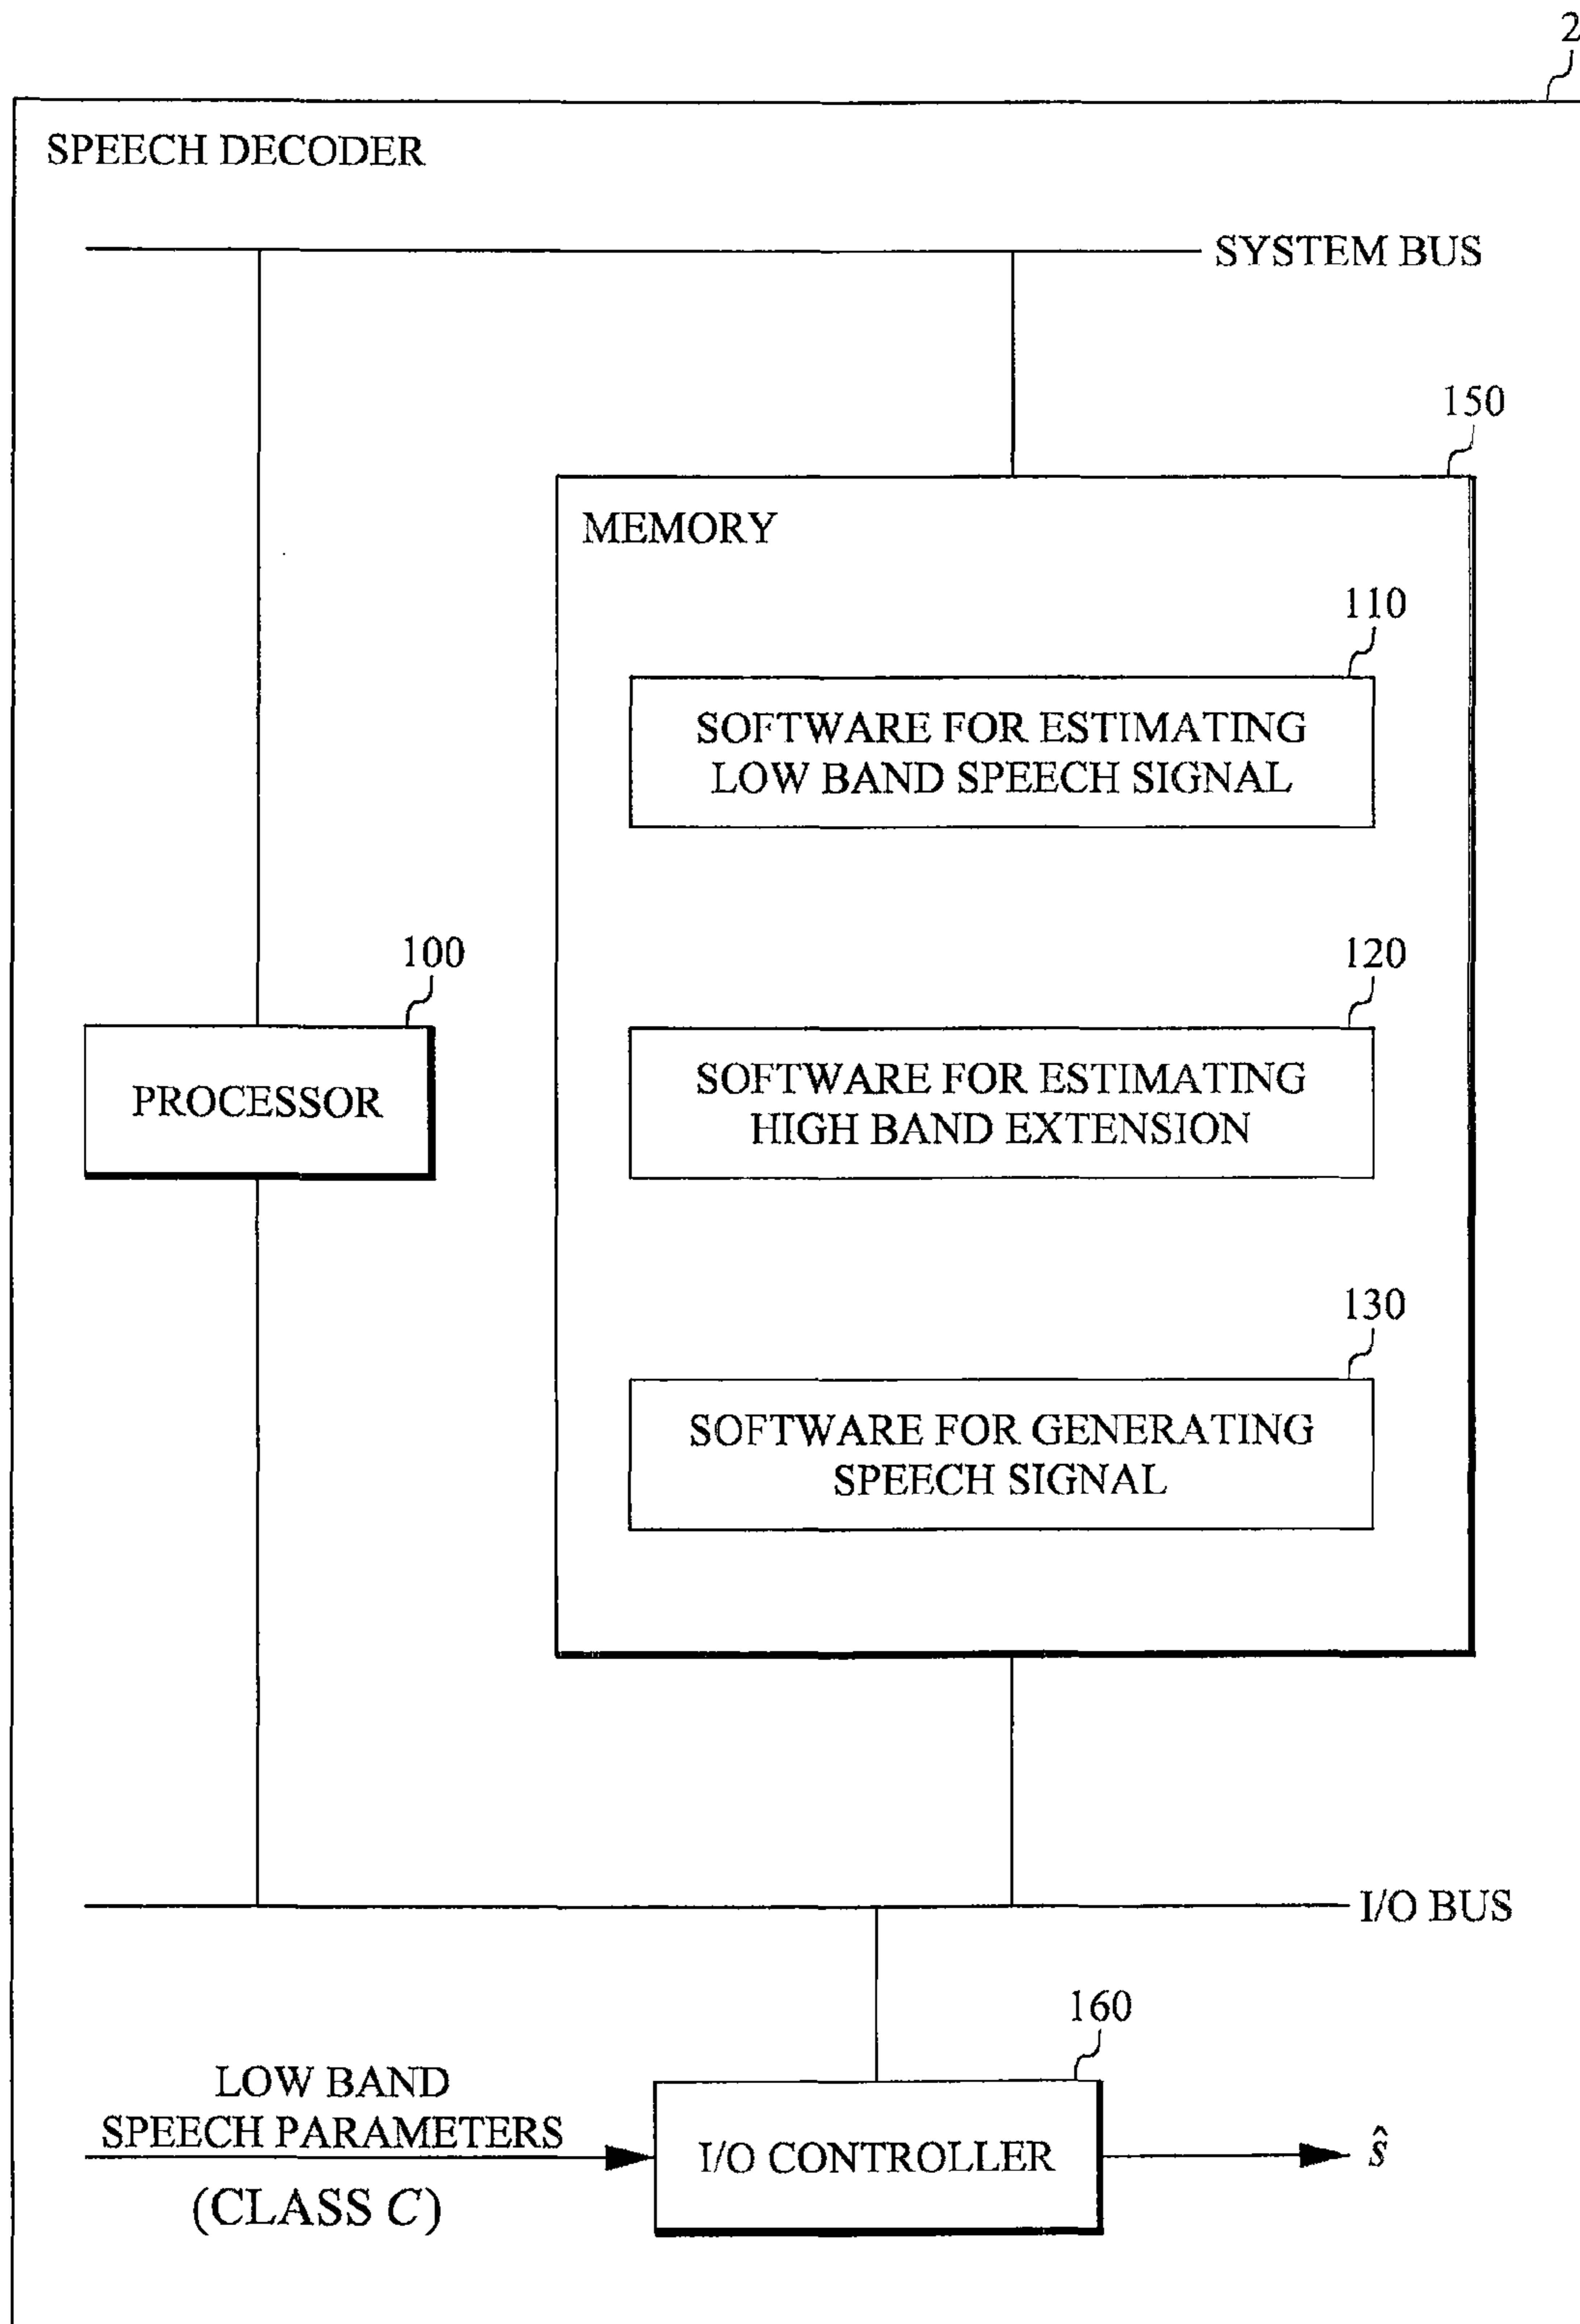 2
SPEECH DECODER
SYSTEM BUS
150
MEMORY
110
SOFTWARE FOR ESTIMATING
LOW BAND SPEECH SIGNAL
100
120
PROCESSOR
SOFTWARE FOR ESTIMATING
HIGH BAND EXTENSION
130
SOFTWARE FOR GENERATING
SPEECH SIGNAL
I/O BUS
160
LOW BAND
SPEECH PARAMETERS
(CLASS C)
I/O CONTROLLER
ŝ